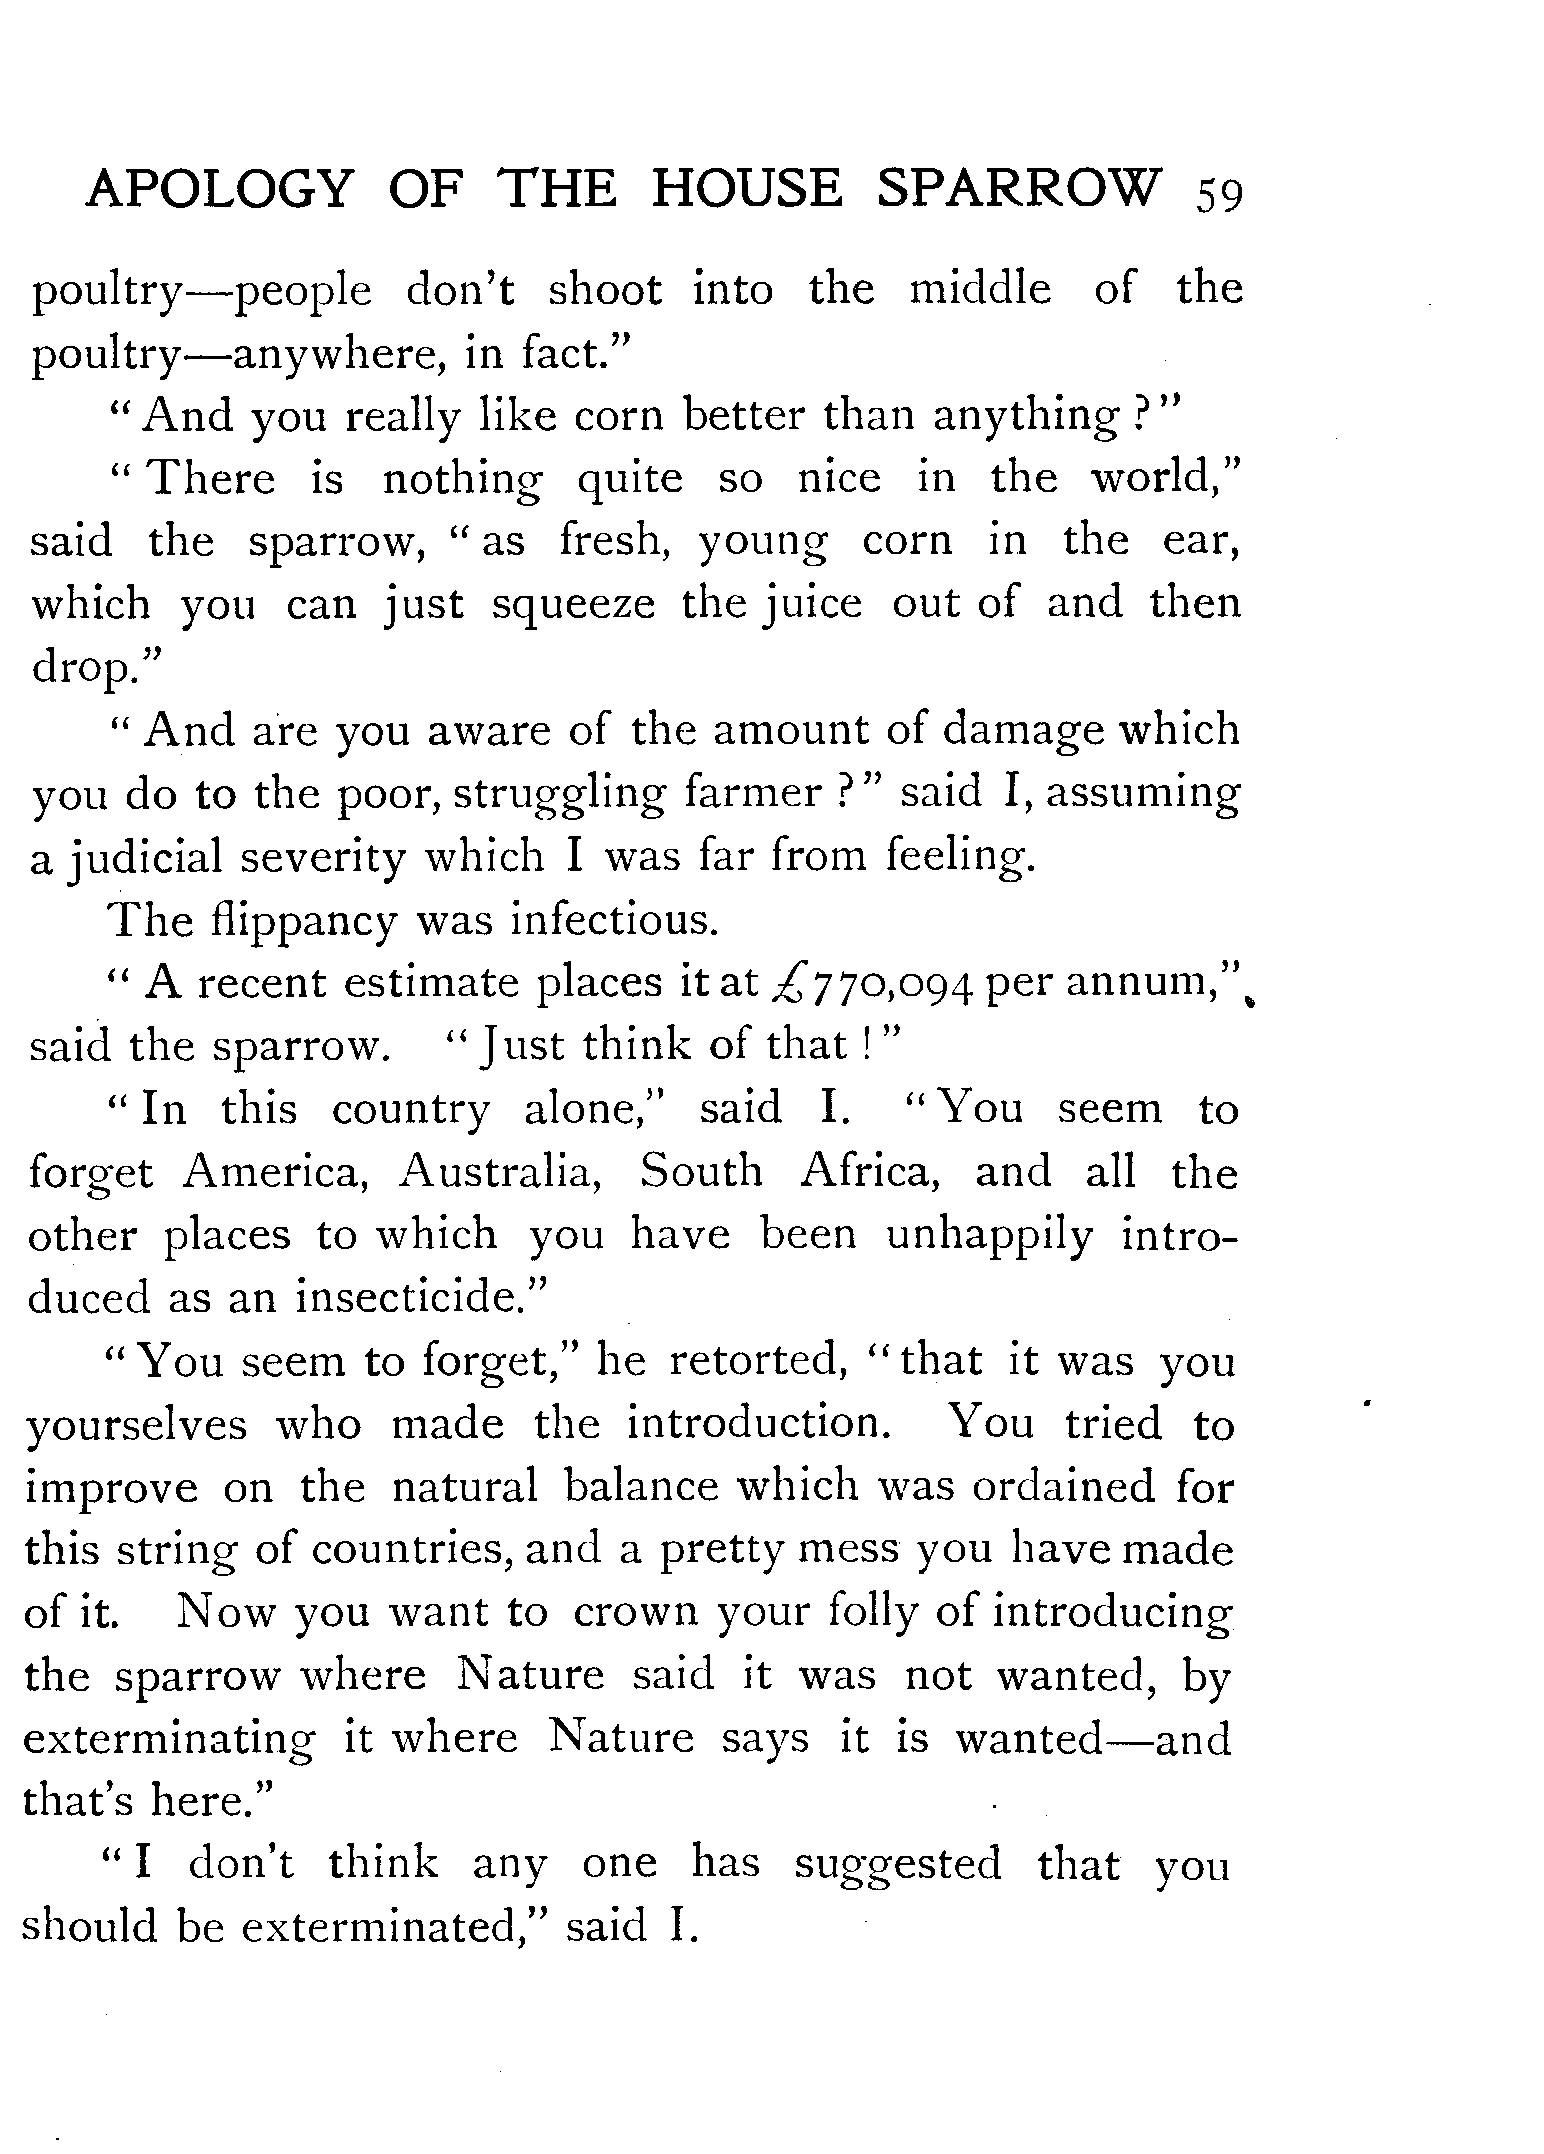 APOLOGY OF THE HOUSE SPARROW 59
poultry—people don't shoot into the middle of the
poultry—anywhere, in fact."
"And you really like corn better than anything?"
"There is nothing quite so nice in the world,"
said the sparrow, "as fresh, young corn in the ear,
which you can just squeeze the juice out of and then
drop."
"And are you aware of the amount of damage which
you do to the poor, struggling farmer?" said I, assuming
a judicial severity which I was far from feeling.
The flippancy was infectious.
"A recent estimate places it at £770,094 per annum,"
said the sparrow. "Just think of that!"
"In this country alone," said I. "You seem to
forget America, Australia, South Africa, and all the
other places to which you have been unhappily intro-
duced as an insecticide."
"You seem to forget," he retorted, "that it was you
yourselves who made the introduction. You tried to
improve on the natural balance which was ordained for
this string of countries, and a pretty mess you have made
of it. Now you want to crown your folly of introducing
the sparrow where Nature said it was not wanted, by
exterminating it where Nature says it is wanted—and
that's here."
"I don't think any one has suggested that you
should be exterminated," said I.